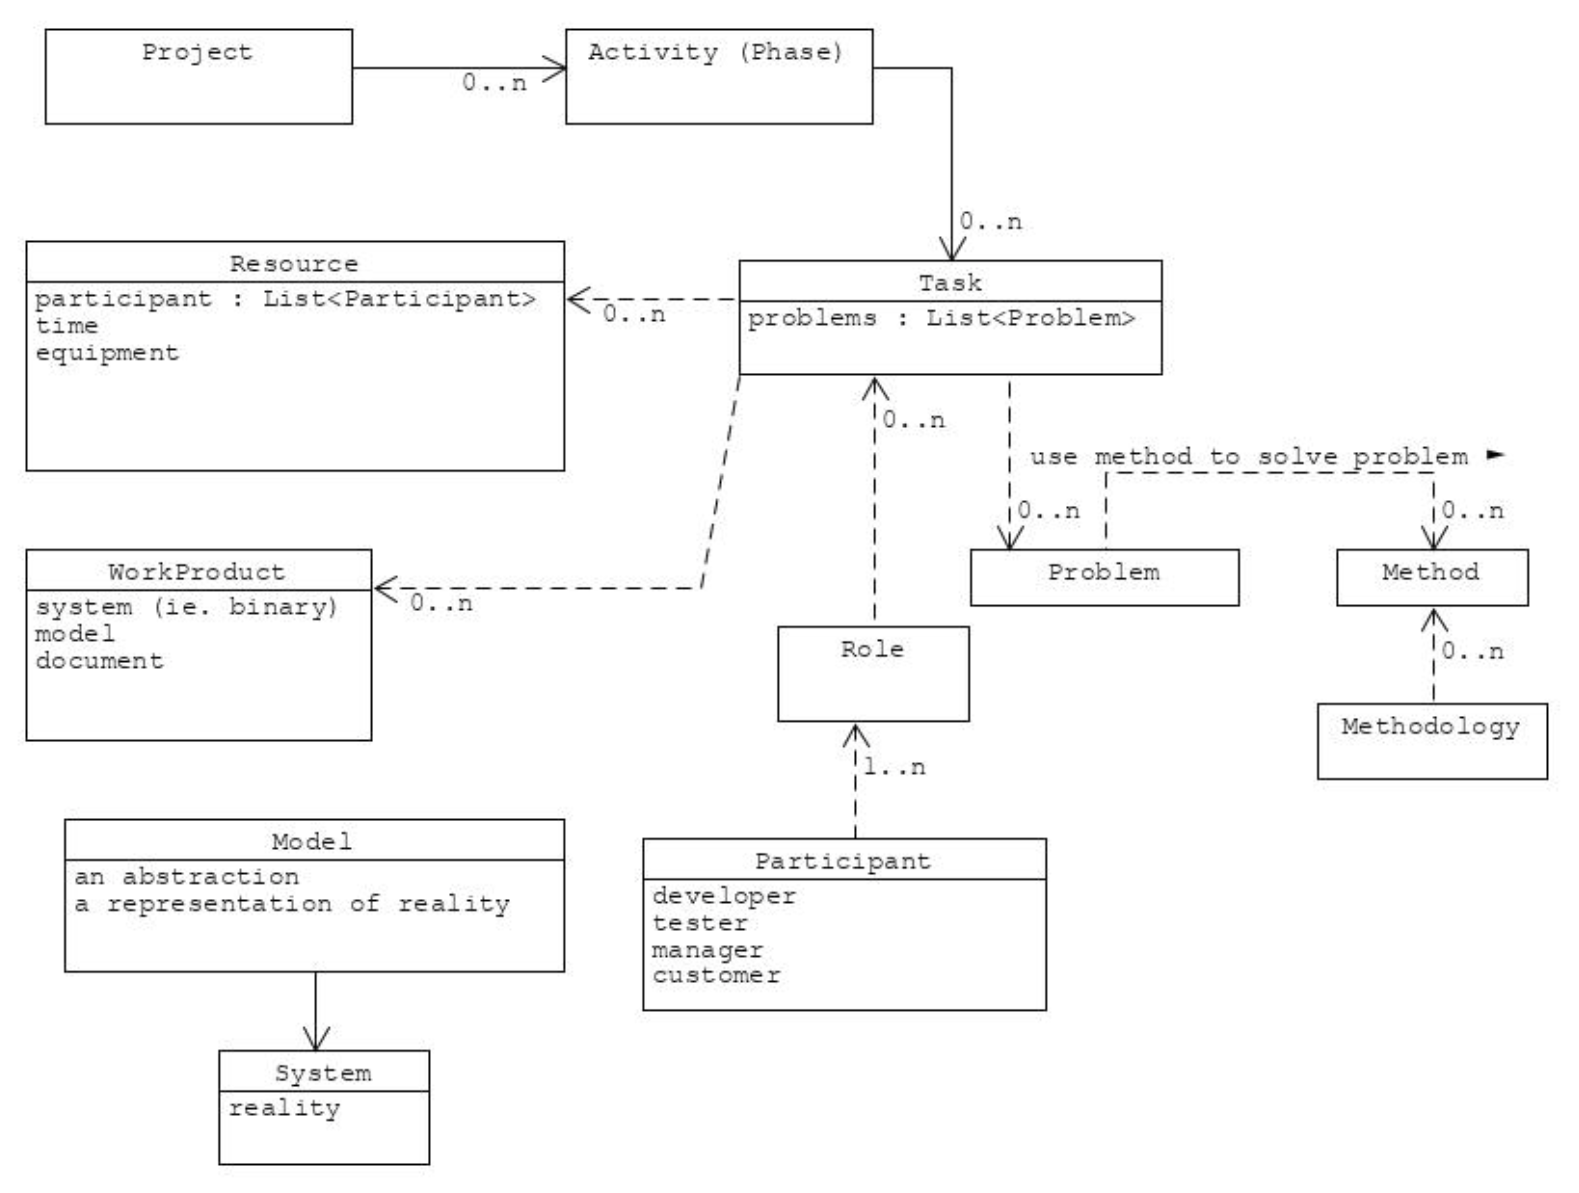 Project
Activity (Phase)
0..n
0..n
Resource
participant : List<Participant>
time
equipment
0..n
Task
problems : List<Problem>
0..n
use method to solve problem ►
0..n
0..n
WorkProduct
system (ie. binary)
model
document
0..n
Problem
Method
Role
0..n
Methodology
1..n
Model
an abstraction
a representation of reality
Participant
developer
tester
manager
customer
System
reality